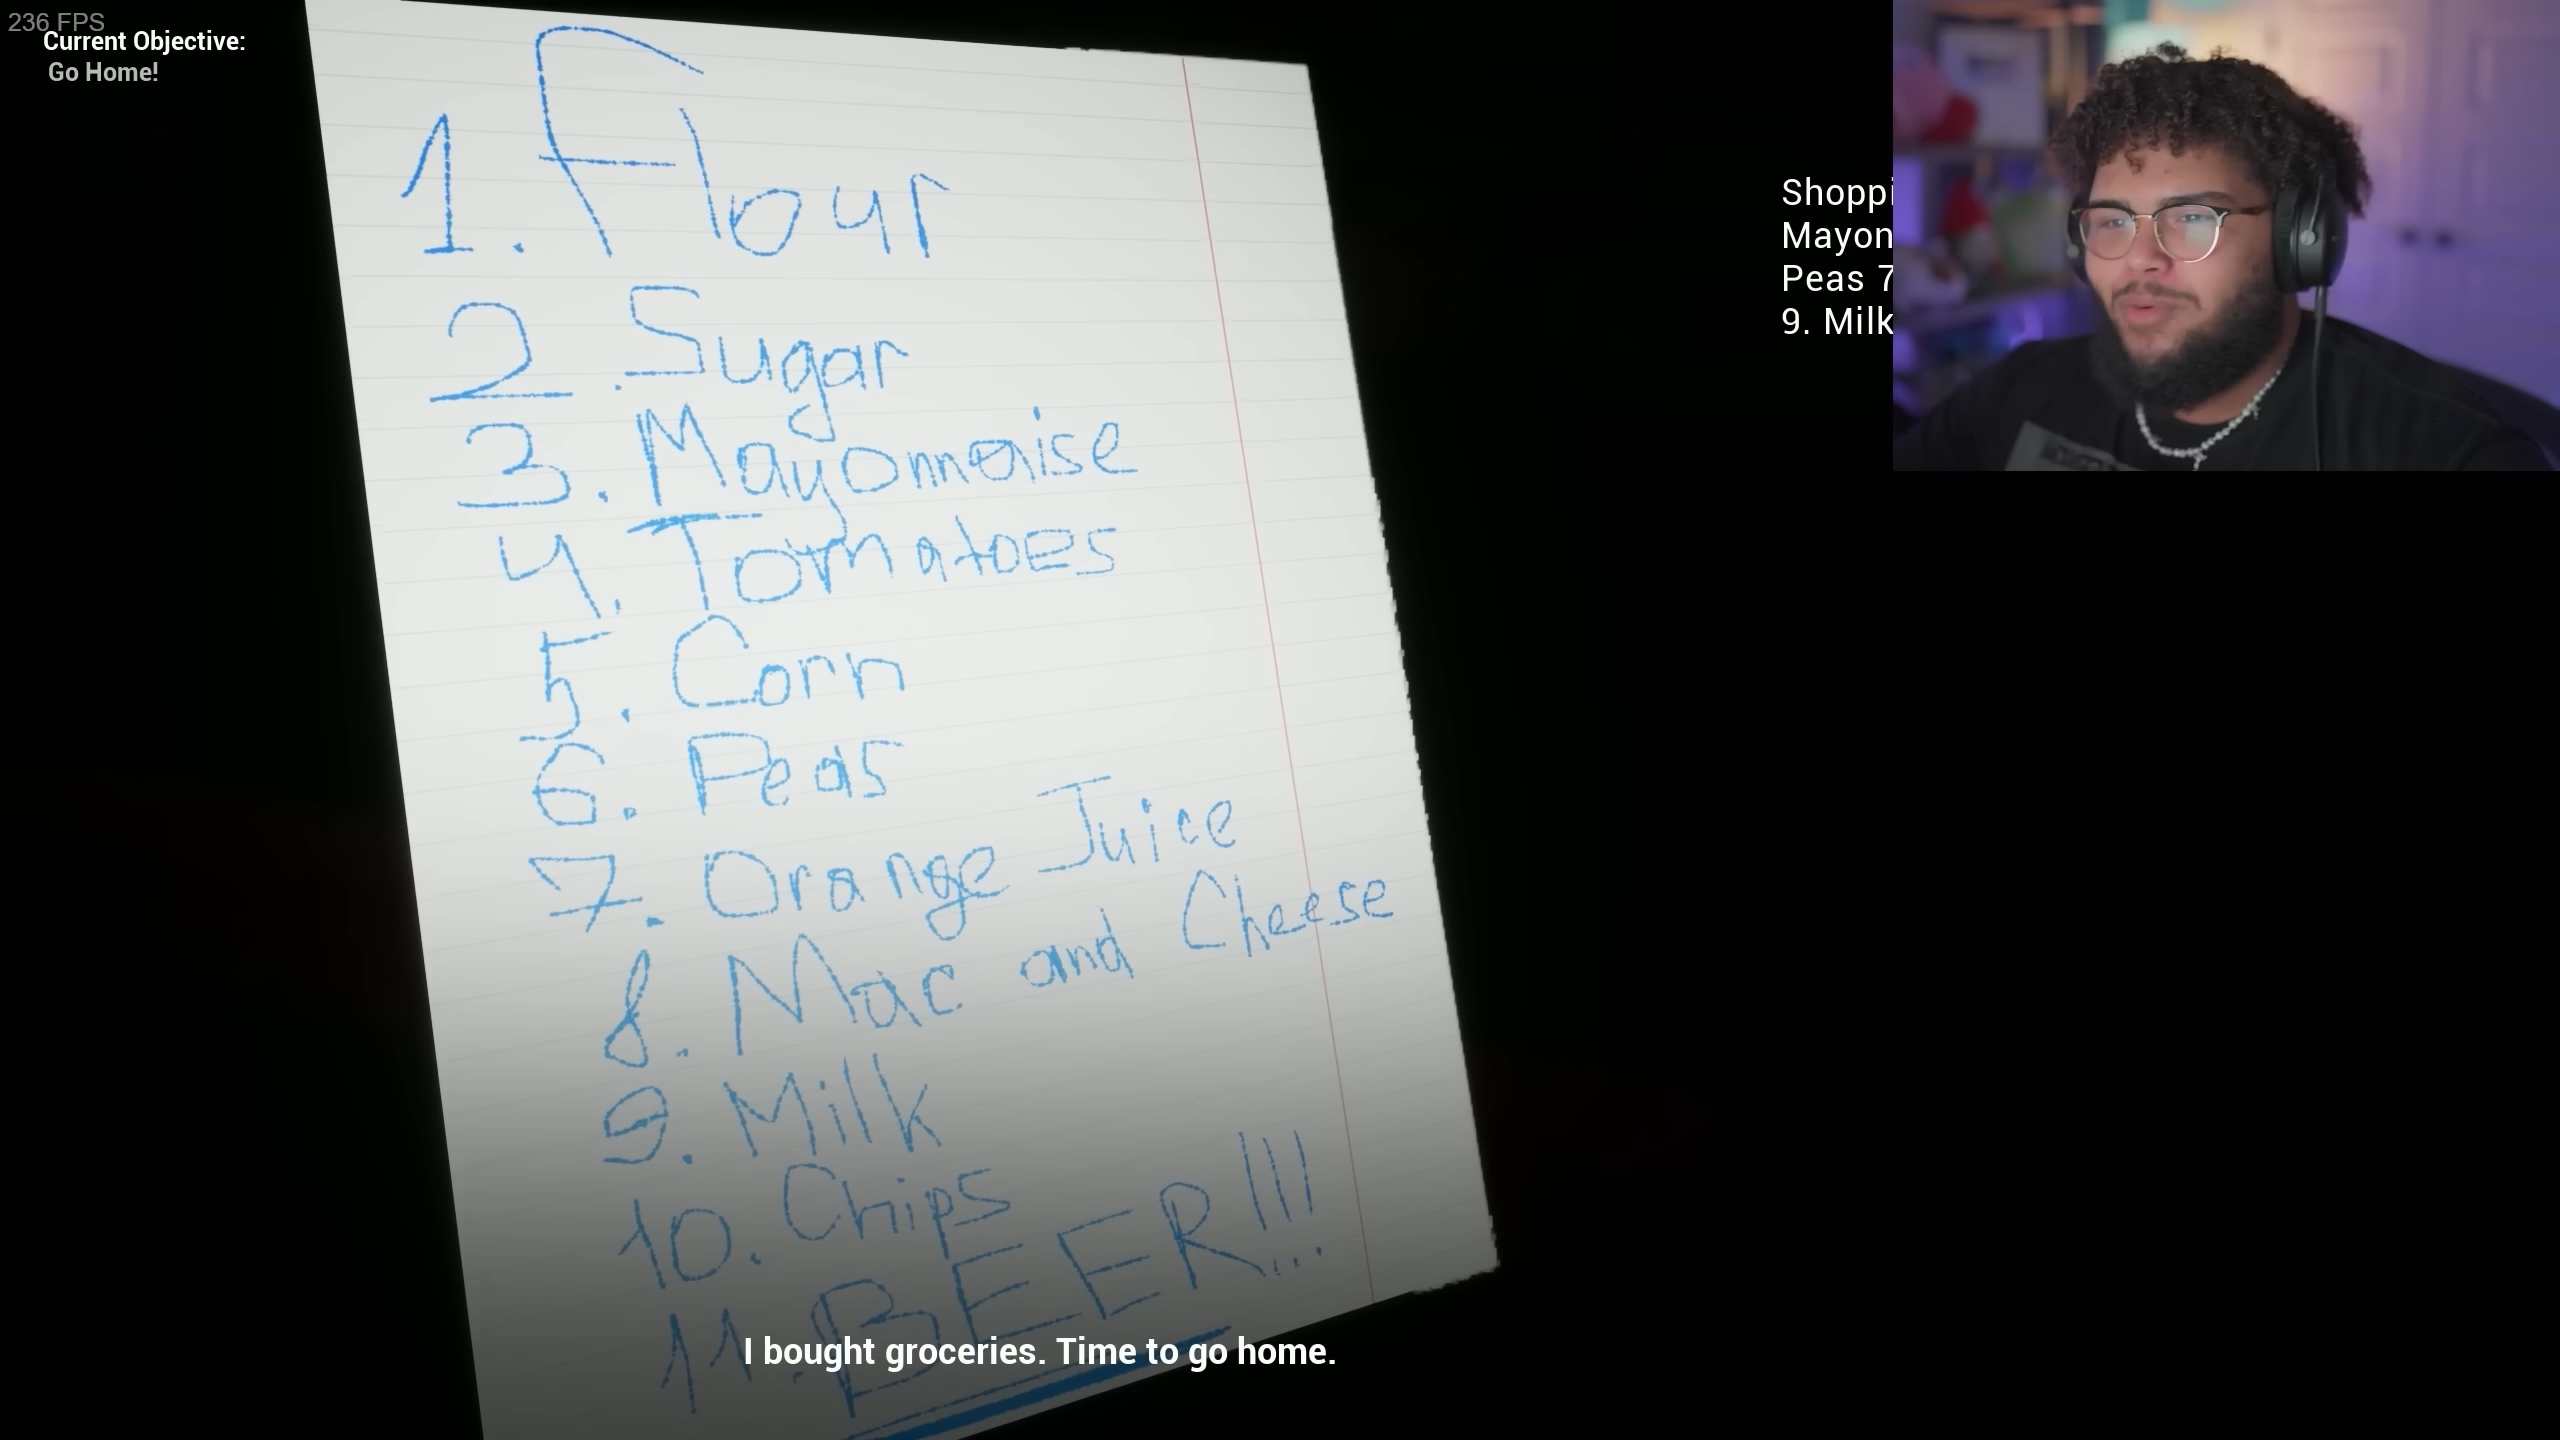 236 FPS
Current Objective:
Go Home!
1. Flour
2. Sugar
3. Mayonnaise
4. Tomatoes
5. Corn
6. Peas
7. Orange Juice
8. Mac and Cheese
9. Milk
10. Chips
11. BEER!!!
Shoppi
Mayon
Peas 7
9. Milk
I bought groceries. Time to go home.